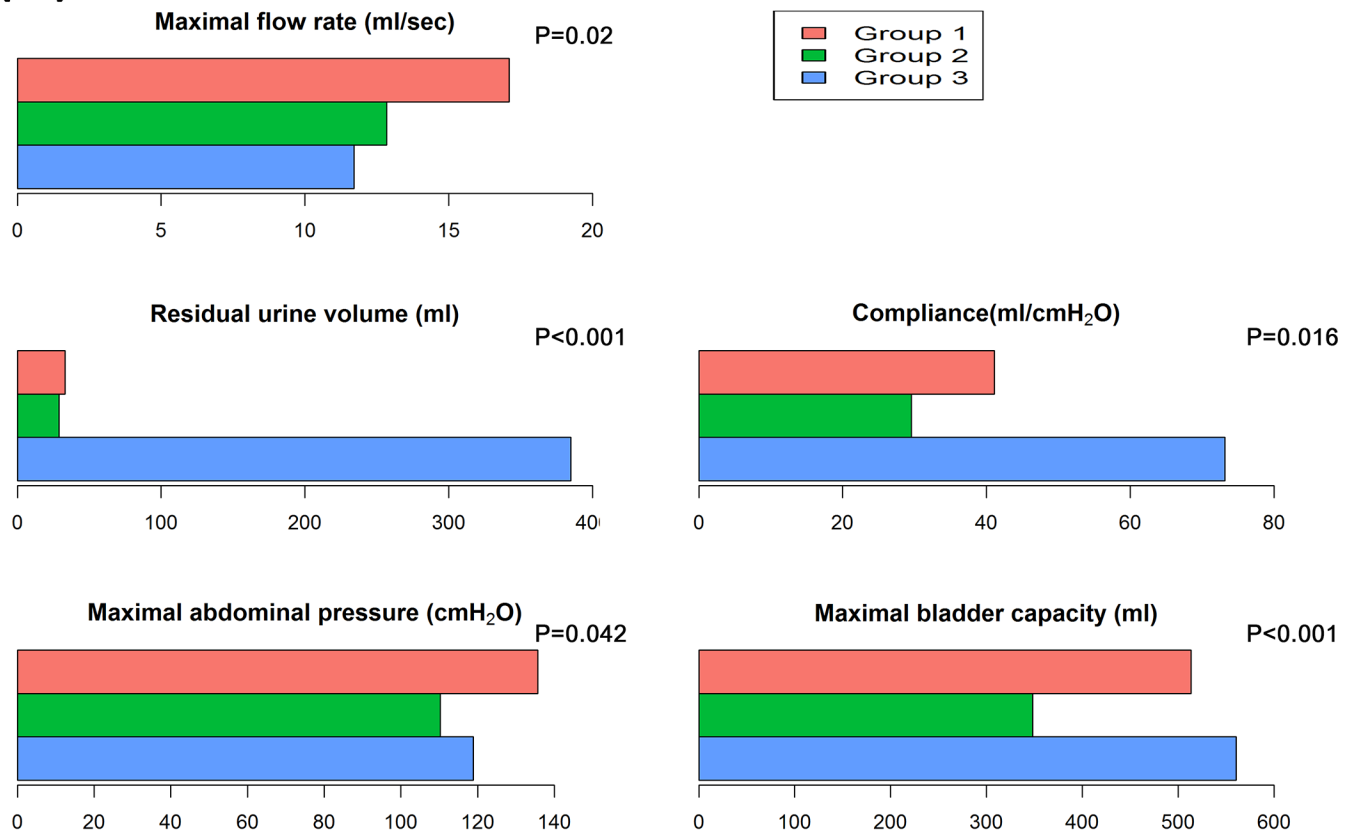 Maximal flow rate (ml/sec)
P=0.02
0 5 10 15 20
Group 1
Group 2
Group 3
Residual urine volume (ml)
P<0.001
0 100 200 300
Compliance(ml/cmH₂O)
P=0.016
0 20 40 60 80
Maximal abdominal pressure (cmH₂O)
P=0.042
0 20 40 60 80 100 120 140
Maximal bladder capacity (ml)
P<0.001
0 100 200 300 400 500 600